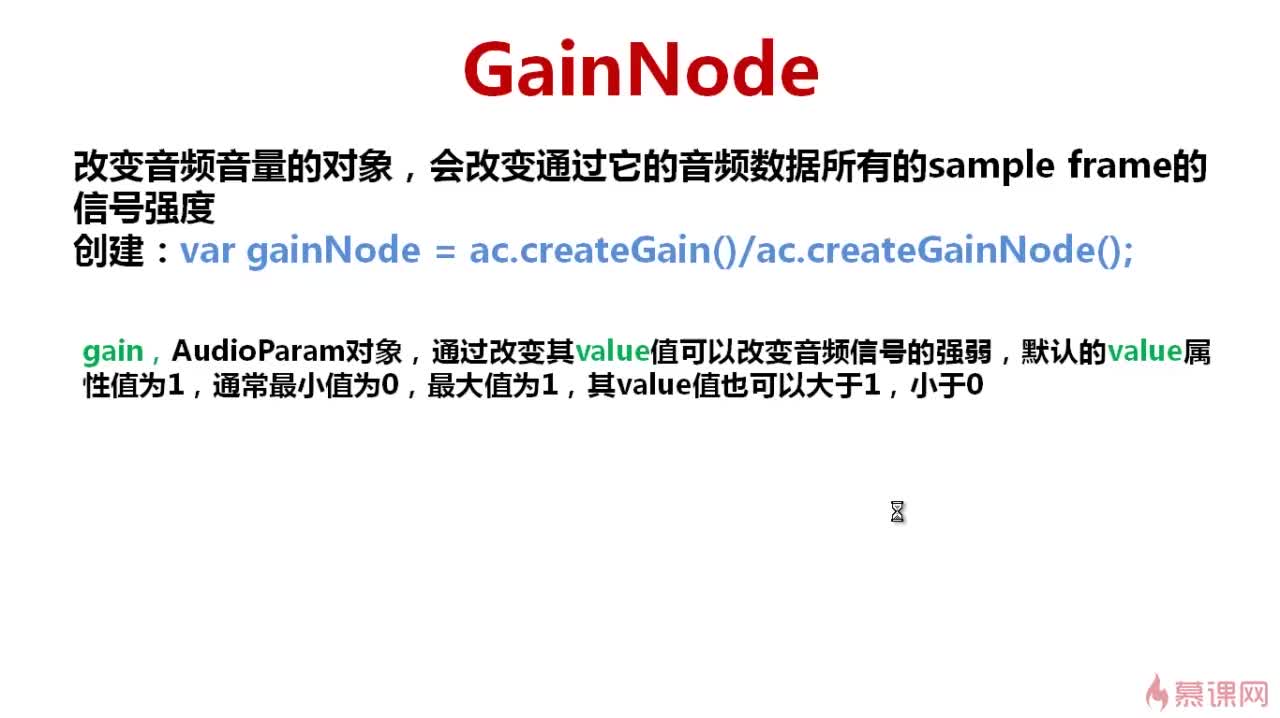 GainNode
改变音频音量的对象，会改变通过它的音频数据所有的sample frame的
信号强度
创建：var gainNode = ac.createGain()/ac.createGainNode();
gain，AudioParam对象，通过改变其value值可以改变音频信号的强弱，默认的value属
性值为1，通常最小值为0，最大值为1，其value值也可以大于1，小于0
慕课网